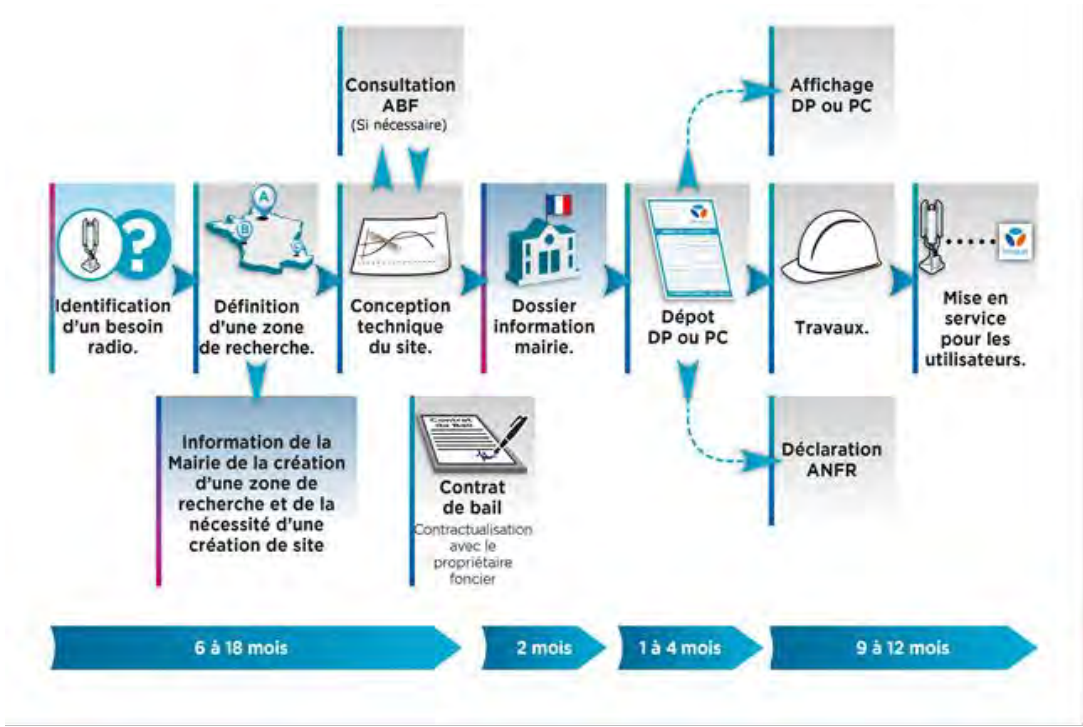 Consultation
ABF
(Si nécessaire)
Affichage
DP ou PC
A
B
C
Identification
d'un besoin
radio.
Définition
d'une zone
de recherche.
Conception
technique
du site.
Dossier
information
mairie.
Dépot
DP ou PC
Travaux.
Mise en
service
pour les
utilisateurs.
Information de la
Mairie de la création
d'une zone de
recherche et de la
nécessité d'une
création de site
Contrat
de Bail
Contrat
de bail
Contractualisation
avec le
propriétaire
foncier
Déclaration
ANFR
6 à 18 mois
2 mois
1 à 4 mois
9 à 12 mois